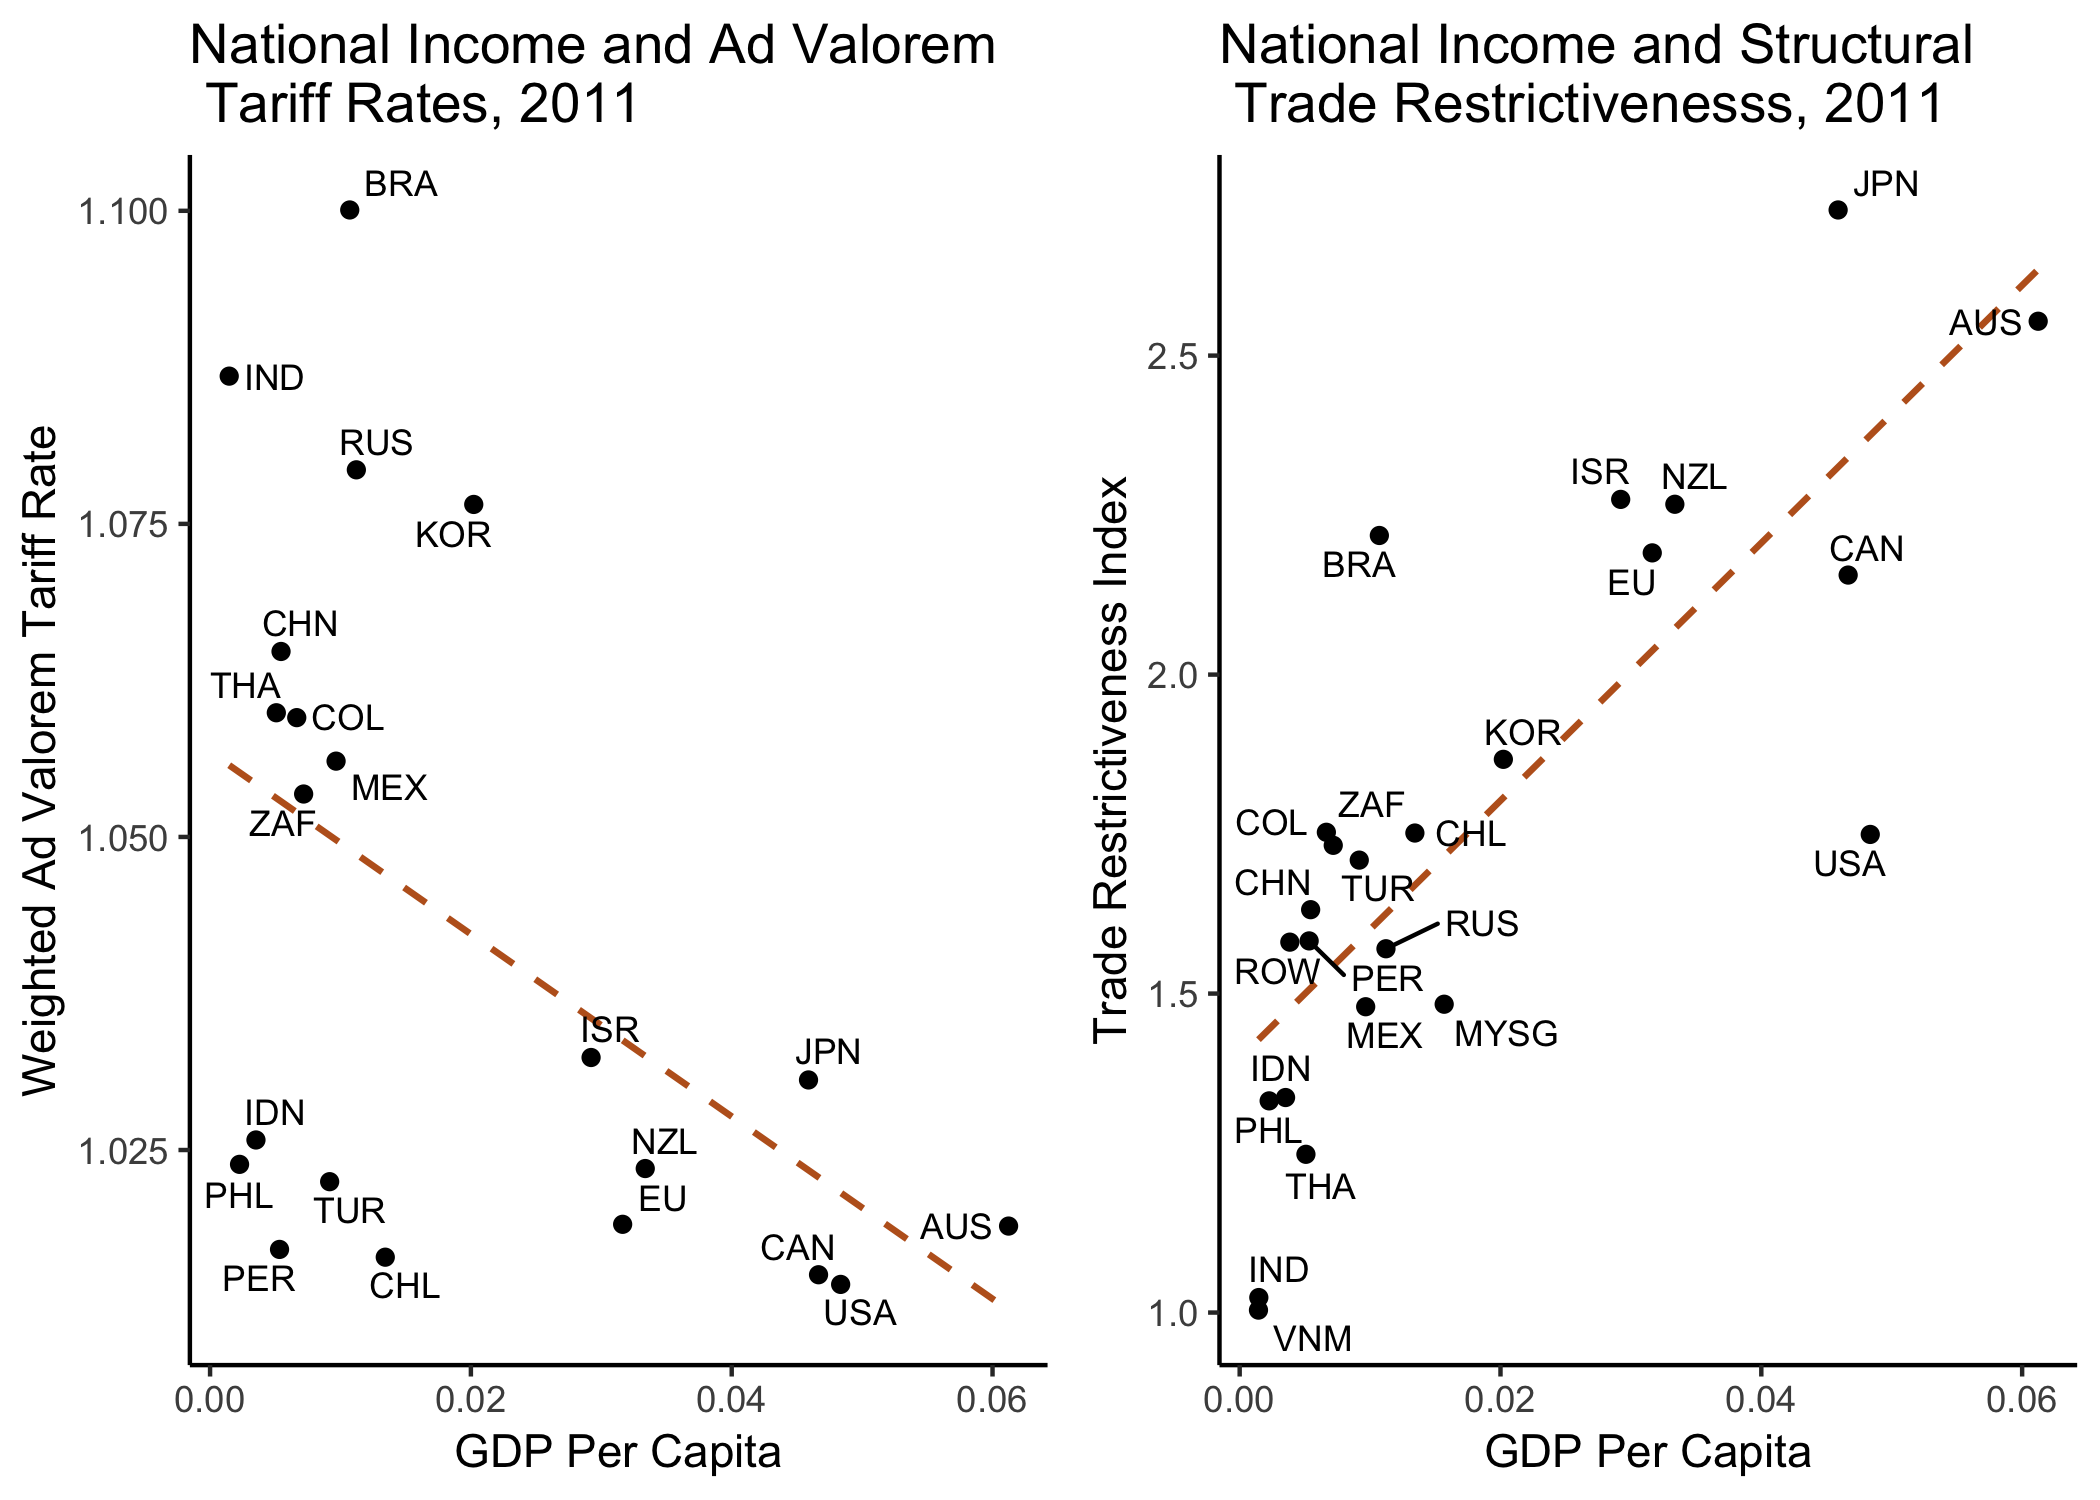 National Income and Ad Valorem
Tariff Rates, 2011
Weighted Ad Valorem Tariff Rate
1.100
1.075
1.050
1.025
BRA
IND
RUS
KOR
CHN
THA
COL
MEX
ZAF
ISR
JPN
IDN
NZL
PHL
TUR
EU
AUS
CAN
PER
CHL
USA
0.00
0.02
0.04
0.06
GDP Per Capita
National Income and Structural
Trade Restrictivenesss, 2011
Trade Restrictiveness Index
2.5
2.0
1.5
1.0
JPN
AUS
ISR
NZL
BRA
EU
CAN
KOR
COL
ZAF
CHL
USA
CHN
TUR
RUS
ROW
PER
MEX
MYSG
IDN
PHL
THA
IND
VNM
0.00
0.02
0.04
0.06
GDP Per Capita